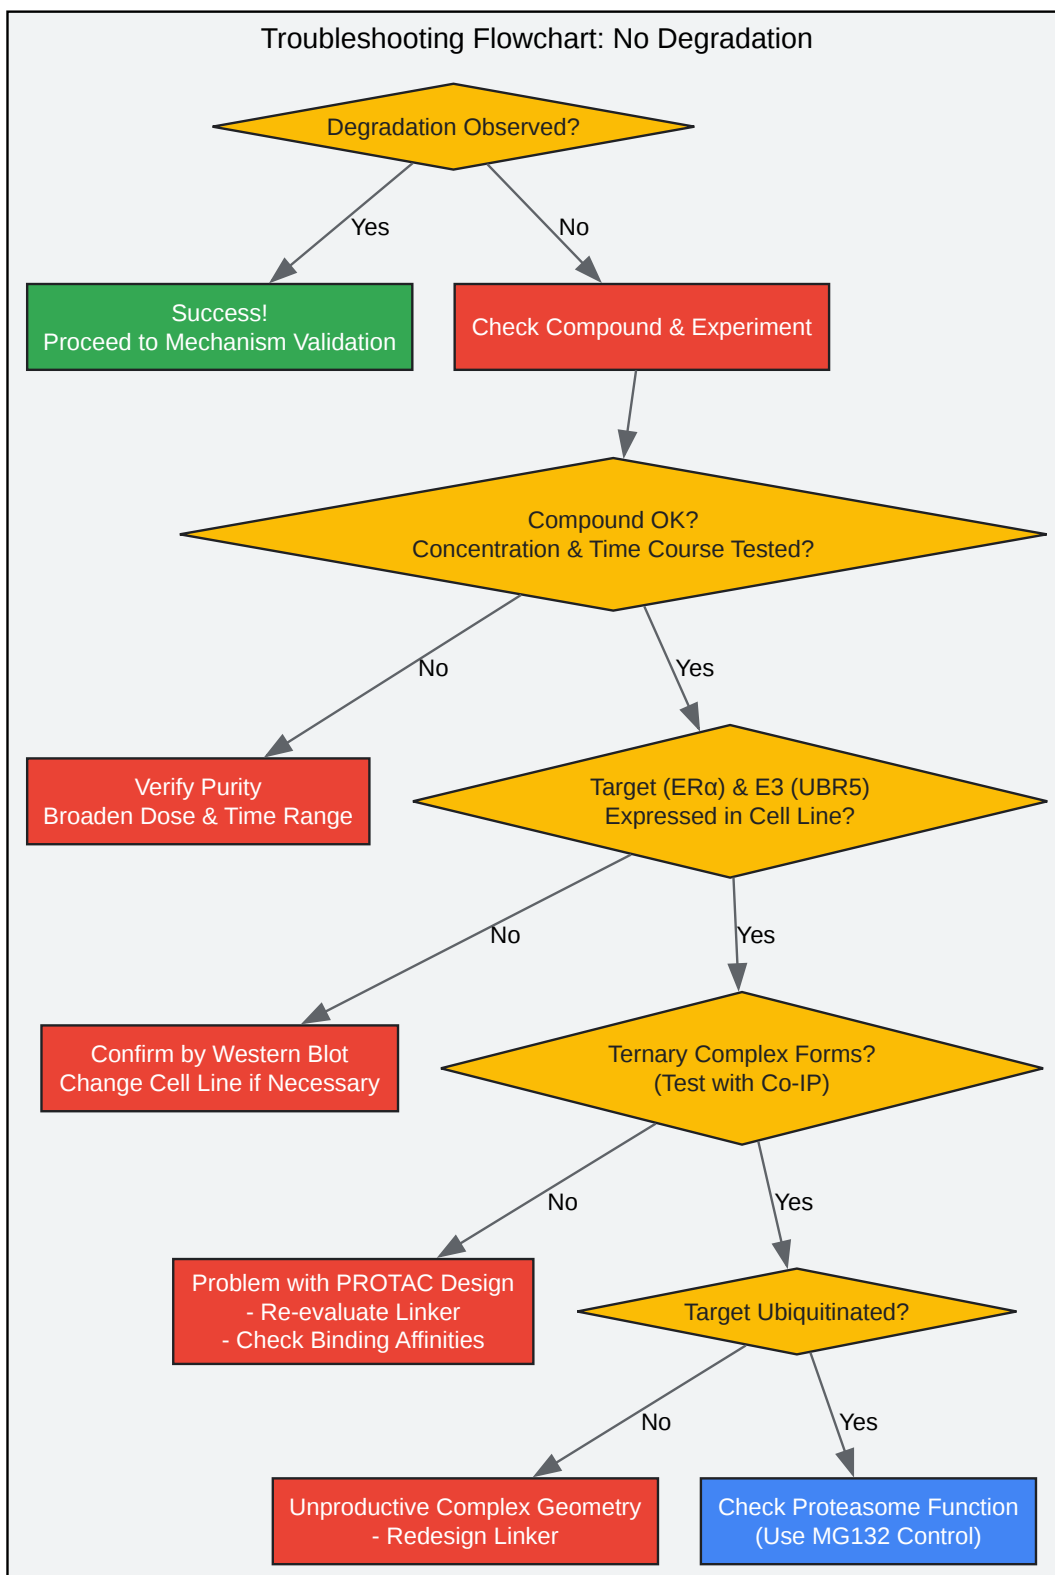 Troubleshooting Flowchart: No Degradation
Degradation Observed?
Yes
No
Success!
Proceed to Mechanism Validation
Check Compound & Experiment
Compound OK?
Concentration & Time Course Tested?
No
Yes
Verify Purity
Broaden Dose & Time Range
Target (ERα) & E3 (UBR5)
Expressed in Cell Line?
No
Yes
Confirm by Western Blot
Change Cell Line if Necessary
Ternary Complex Forms?
(Test with Co-IP)
No
Yes
Problem with PROTAC Design
- Re-evaluate Linker
- Check Binding Affinities
Target Ubiquitinated?
No
Yes
Unproductive Complex Geometry
- Redesign Linker
Check Proteasome Function
(Use MG132 Control)